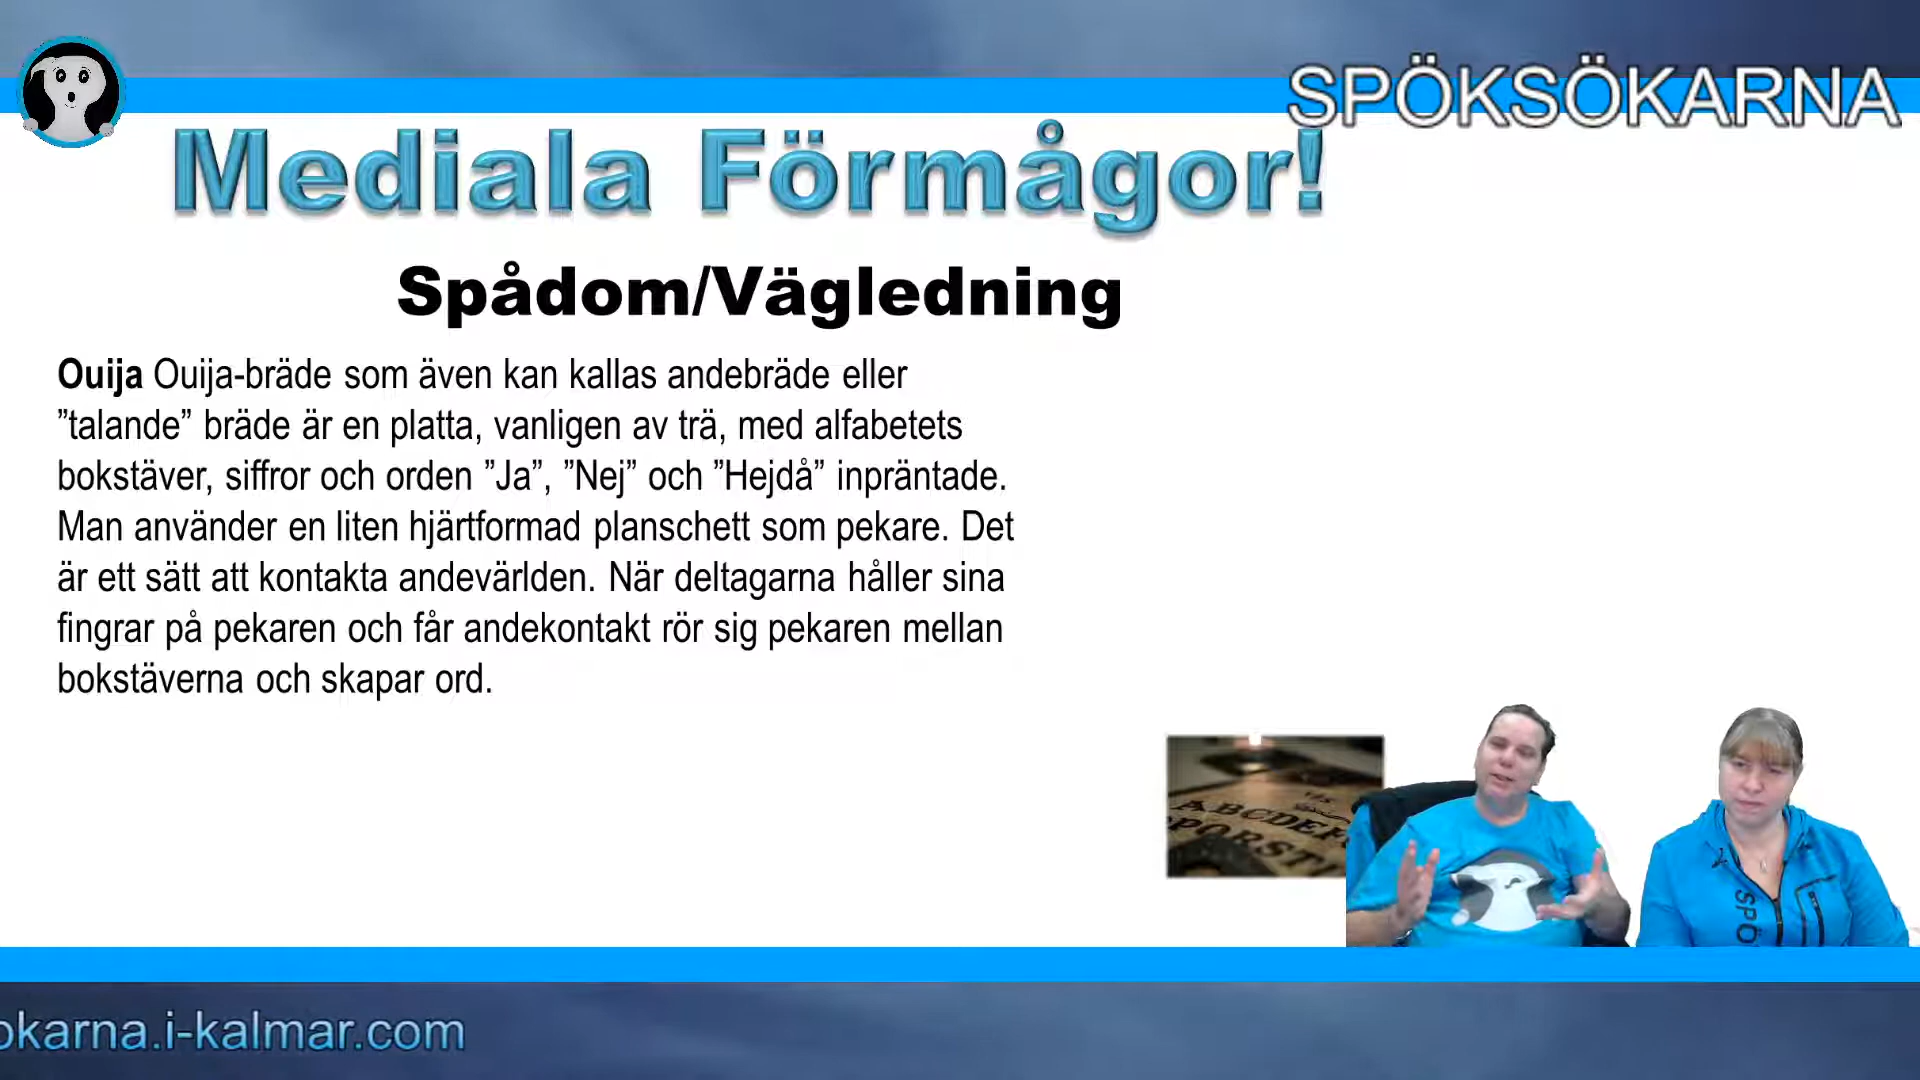 SPÖKSÖKARNA
Mediala Förmågor!
Spådom/Vägledning
Ouija Ouija-bräde som även kan kallas andebräde eller
”talande” bräde är en platta, vanligen av trä, med alfabetets
bokstäver, siffror och orden ”Ja”, ”Nej” och ”Hejdå” inpräntade.
Man använder en liten hjärtformad planschett som pekare. Det
är ett sätt att kontakta andevärlden. När deltagarna håller sina
fingrar på pekaren och får andekontakt rör sig pekaren mellan
bokstäverna och skapar ord.
ABCDEF
PQRST
SPÖ
okarna.i-kalmar.com